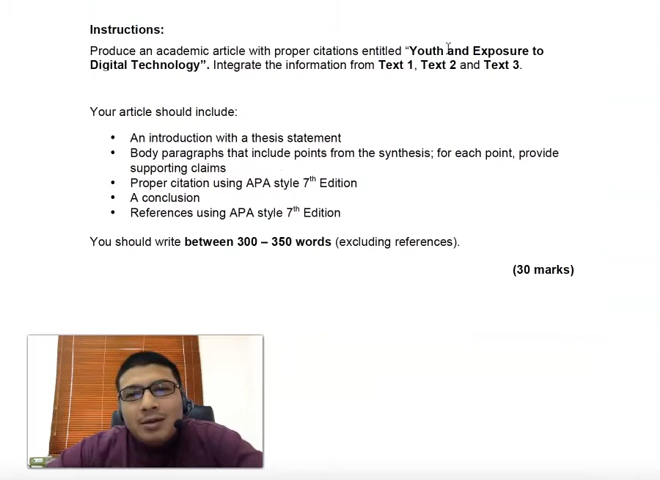 Instructions:
Produce an academic article with proper citations entitled “Youth and Exposure to
Digital Technology”. Integrate the information from Text 1, Text 2 and Text 3.
Your article should include:
• An introduction with a thesis statement
• Body paragraphs that include points from the synthesis; for each point, provide
supporting claims
• Proper citation using APA style 7th Edition
• A conclusion
• References using APA style 7th Edition
You should write between 300 – 350 words (excluding references).
(30 marks)